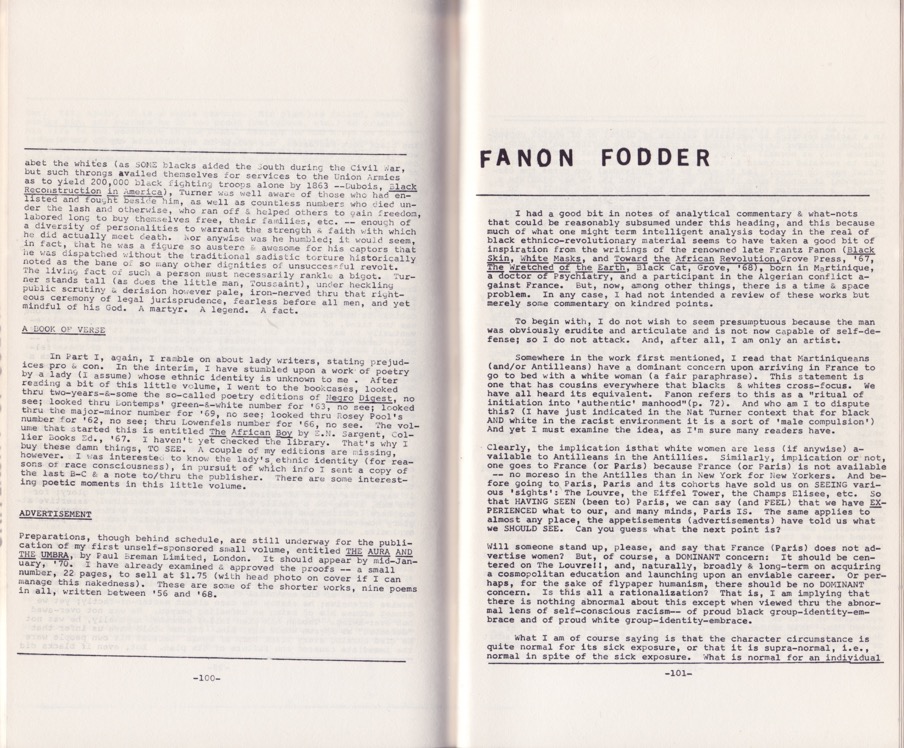 abet the whites (as SOME blacks aided the South during the Civil War,
but such throngs availed themselves for services to the Union Armies
as to yield 200,000 black fighting troops alone by 1863 --Dubois, Black
Reconstruction in America), Turner was well aware of those who had en-
listed and fought beside him, as well as countless numbers who died un-
der the lash and otherwise, who ran off & helped others to gain freedom,
labored long to buy themselves free, their families, etc. -- enough of
a diversity of personalities to warrant the strength & faith with which
he did actually meet death. Nor anywise was he humbled; it would seem,
in fact, that he was a figure so austere & awesome for his captors that
he was dispatched without the traditional sadistic torture historically
noted as the bane of so many other dignities of unsuccessful revolt.
The living fact of such a person must necessarily rankle a bigot. Tur-
ner stands tall (as does the little man, Toussaint), under heckling
public scrutiny & derision however pale, iron-nerved thru that right-
eous ceremony of legal jurisprudence, fearless before all men, and yet
mindful of his God. A martyr. A legend. A fact.
A BOOK OF VERSE
In Part I, again, I ramble on about lady writers, stating prejud-
ices pro & con. In the interim, I have stumbled upon a work of poetry
by a lady (I assume) whose ethnic identity is unknown to me . After
reading a bit of this little volume, I went to the bookcases, looked
thru two-years-&-some the so-called poetry editions of Negro Digest, no
see; looked thru Bontemps' green-&-white number for '63, no see; looked
thru the major-minor number for '69, no see; looked thru Rosey Pool's
number for '62, no see; thru Lowenfels number for '66, no see. The vol-
ume that started this is entitled The African Boy by E.N. Sargent, Col-
lier Books Ed., '67. I haven't yet checked the library. That's why I
buy these damn things, TO SEE. A couple of my editions are missing,
however. I was interested to know the lady's ethnic identity (for rea-
sons of race consciousness), in pursuit of which info I sent a copy of
the last B-C & a note to/thru the publisher. There are some interest-
ing poetic moments in this little volume.
ADVERTISEMENT
Preparations, though behind schedule, are still underway for the publi-
cation of my first unself-sponsored small volume, entitled THE AURA AND
THE UMBRA, by Paul Breman Limited, London. It should appear by mid-Jan-
uary, '70. I have already examined & approved the proofs -- a small
number, 22 pages, to sell at $1.75 (with head photo on cover if I can
manage this nakedness). These are some of the shorter works, nine poems
in all, written between '56 and '68.
-100-
FANON FODDER
I had a good bit in notes of analytical commentary & what-nots
that could be reasonably subsumed under this heading, and this because
much of what one might term intelligent analysis today in the real of
black ethnico-revolutionary material seems to have taken a good bit of
inspiration from the writings of the renowned late Frantz Fanon (Black
Skin, White Masks, and Toward the African Revolution,Grove Press, '67,
The Wretched of the Earth, Black Cat, Grove, '68), born in Martinique,
a doctor of Psychiatry, and a participant in the Algerian conflict a-
gainst France. But, now, among other things, there is a time & space
problem. In any case, I had not intended a review of these works but
merely some commentary on kindred points.
To begin with, I do not wish to seem presumptuous because the man
was obviously erudite and articulate and is not now capable of self-de-
fense; so I do not attack. And, after all, I am only an artist.
Somewhere in the work first mentioned, I read that Martiniqueans
(and/or Antilleans) have a dominant concern upon arriving in France to
go to bed with a white woman (a fair paraphrase). This statement is
one that has cousins everywhere that blacks & whites cross-focus. We
have all heard its equivalent. Fanon refers to this as a "ritual of
initiation into 'authentic' manhood"(p. 72). And who am I to dispute
this? (I have just indicated in the Nat Turner context that for black
AND white in the racist environment it is a sort of 'male compulsion')
And yet I must examine the idea, as I'm sure many readers have.
Clearly, the implication isthat white women are less (if anywise) a-
vailable to Antilleans in the Antillies. Similarly, implication or not,
one goes to France (or Paris) because France (or Paris) is not available
-- no moreso in the Antilles than in New York for New Yorkers. And be-
fore going to Paris, Paris and its cohorts have sold us on SEEING vari-
ous 'sights': The Louvre, the Eiffel Tower, the Champs Elisee, etc. So
that HAVING SEEN (been to) Paris, we can say (and FEEL) that we have EX-
PERIENCED what to our, and many minds, Paris IS. The same applies to
almost any place, the appetisements (advertisements) have told us what
we SHOULD SEE. Can you guess what the next point is?
Will someone stand up, please, and say that France (Paris) does not ad-
vertise women? But, of course, a DOMINANT concern: It should be cen-
tered on The Louvre!!, and, naturally, broadly & long-term on acquiring
a cosmopolitan education and launching upon an enviable career. Or per-
haps, for the sake of flypaper humanism, there should be no DOMINANT
concern. Is this all a rationalization? That is, I am implying that
there is nothing abnormal about this except when viewed thru the abnor-
mal lens of self-conscious racism-- of proud black group-identity-em-
brace and of proud white group-identity-embrace.
What I am of course saying is that the character circumstance is
quite normal for its sick exposure, or that it is supra-normal, i.e.,
normal in spite of the sick exposure. What is normal for an individual
-101-